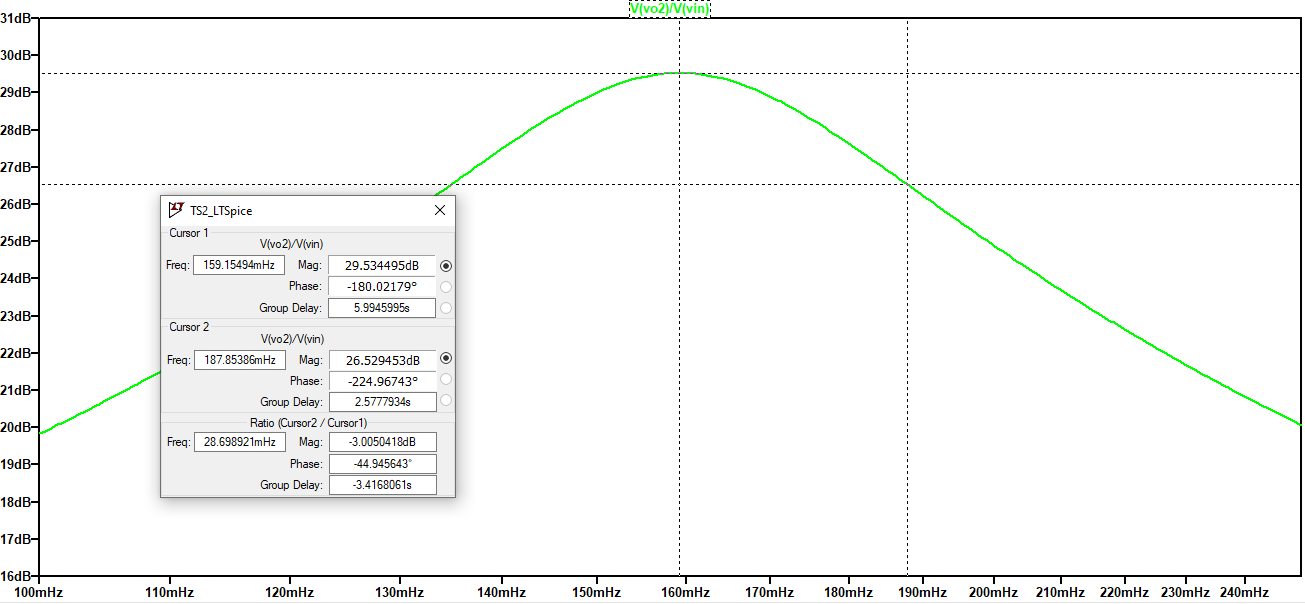 V(vo2)/V(vin)
31dB
30dB
29dB
28dB
27dB
26dB
25dB
24dB
23dB
22dB
21dB
20dB
19dB
18dB
17dB
16dB
TS2_LTSpice
Cursor 1
V(vo2)/V(vin)
Freq: 159.15494mHz Mag: 29.534495dB
Phase: -180.02179°
Group Delay: 5.9945995s
Cursor 2
V(vo2)/V(vin)
Freq: 187.85386mHz Mag: 26.529453dB
Phase: -224.96743°
Group Delay: 2.5777934s
Ratio (Cursor2 / Cursor1)
Freq: 28.698921mHz Mag: -3.0050418dB
Phase: -44.945643°
Group Delay: -3.4168061s
100mHz 110mHz 120mHz 130mHz 140mHz 150mHz 160mHz 170mHz 180mHz 190mHz 200mHz 210mHz 220mHz 230mHz 240mHz